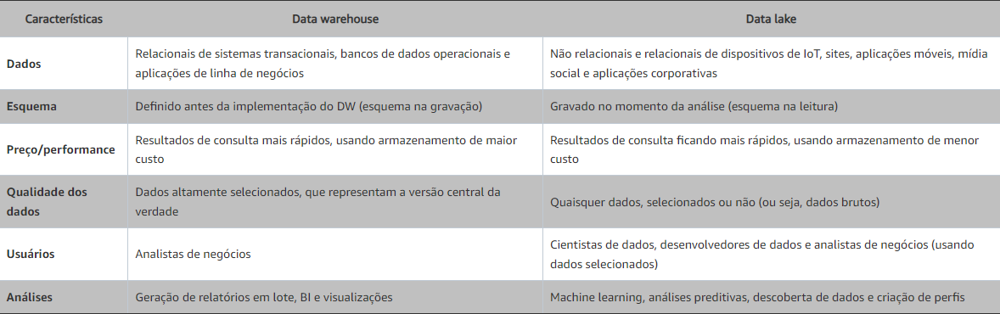 Características Data warehouse Data lake
Dados
Relacionais de sistemas transacionais, bancos de dados operacionais e
aplicações de linha de negócios
Não relacionais e relacionais de dispositivos de IoT, sites, aplicações móveis, mídia
social e aplicações corporativas
Esquema
Definido antes da implementação do DW (esquema na gravação)
Gravado no momento da análise (esquema na leitura)
Preço/performance
Resultados de consulta mais rápidos, usando armazenamento de maior
custo
Resultados de consulta ficando mais rápidos, usando armazenamento de menor
custo
Qualidade dos
dados
Dados altamente selecionados, que representam a versão central da
verdade
Quaisquer dados, selecionados ou não (ou seja, dados brutos)
Usuários
Analistas de negócios
Cientistas de dados, desenvolvedores de dados e analistas de negócios (usando
dados selecionados)
Análises
Geração de relatórios em lote, BI e visualizações
Machine learning, análises preditivas, descoberta de dados e criação de perfis